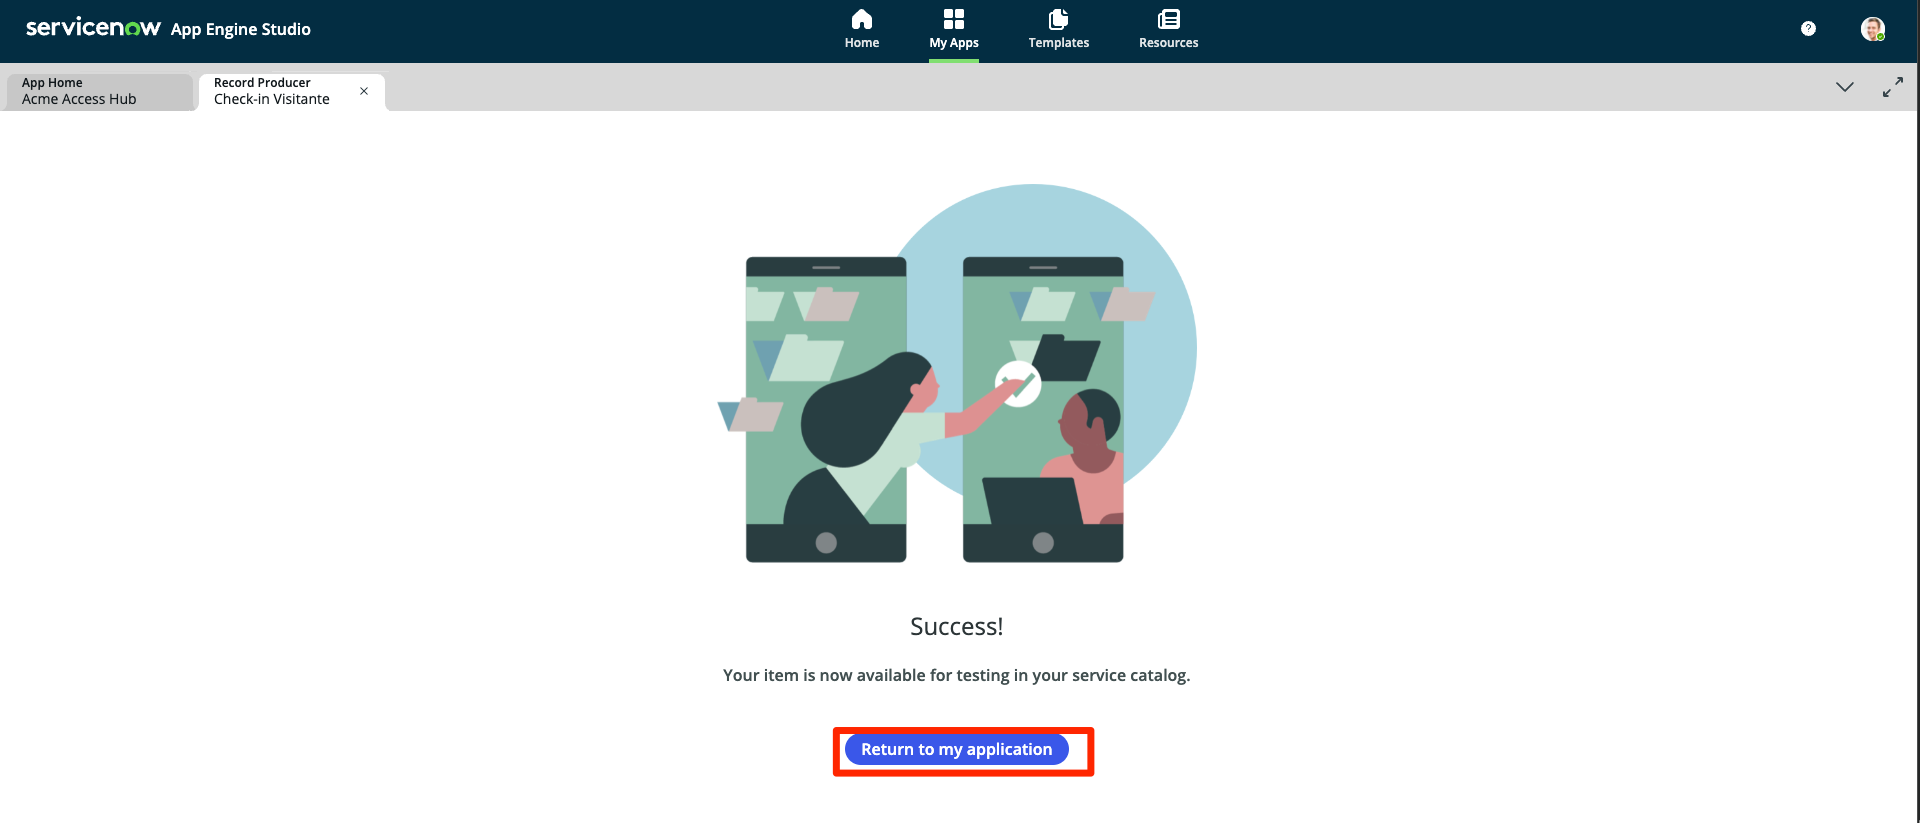 servicenow App Engine Studio
Home
My Apps
Templates
Resources
?
App Home
Acme Access Hub
Record Producer
Check-in Visitante
Success!
Your item is now available for testing in your service catalog.
Return to my application